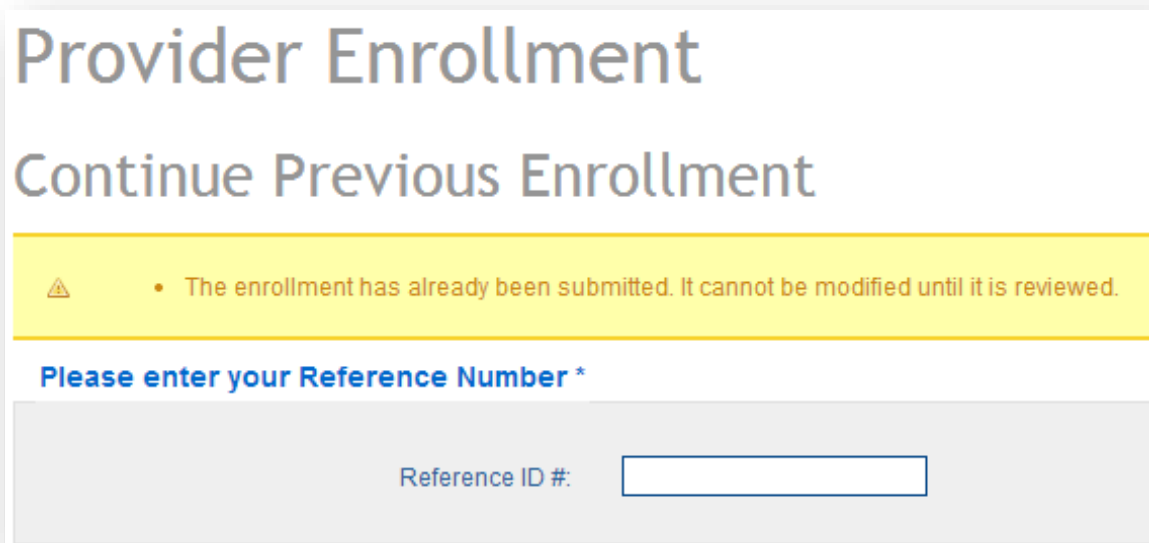 Provider Enrollment
Continue Previous Enrollment
• The enrollment has already been submitted. It cannot be modified until it is reviewed.
Please enter your Reference Number *
Reference ID #: